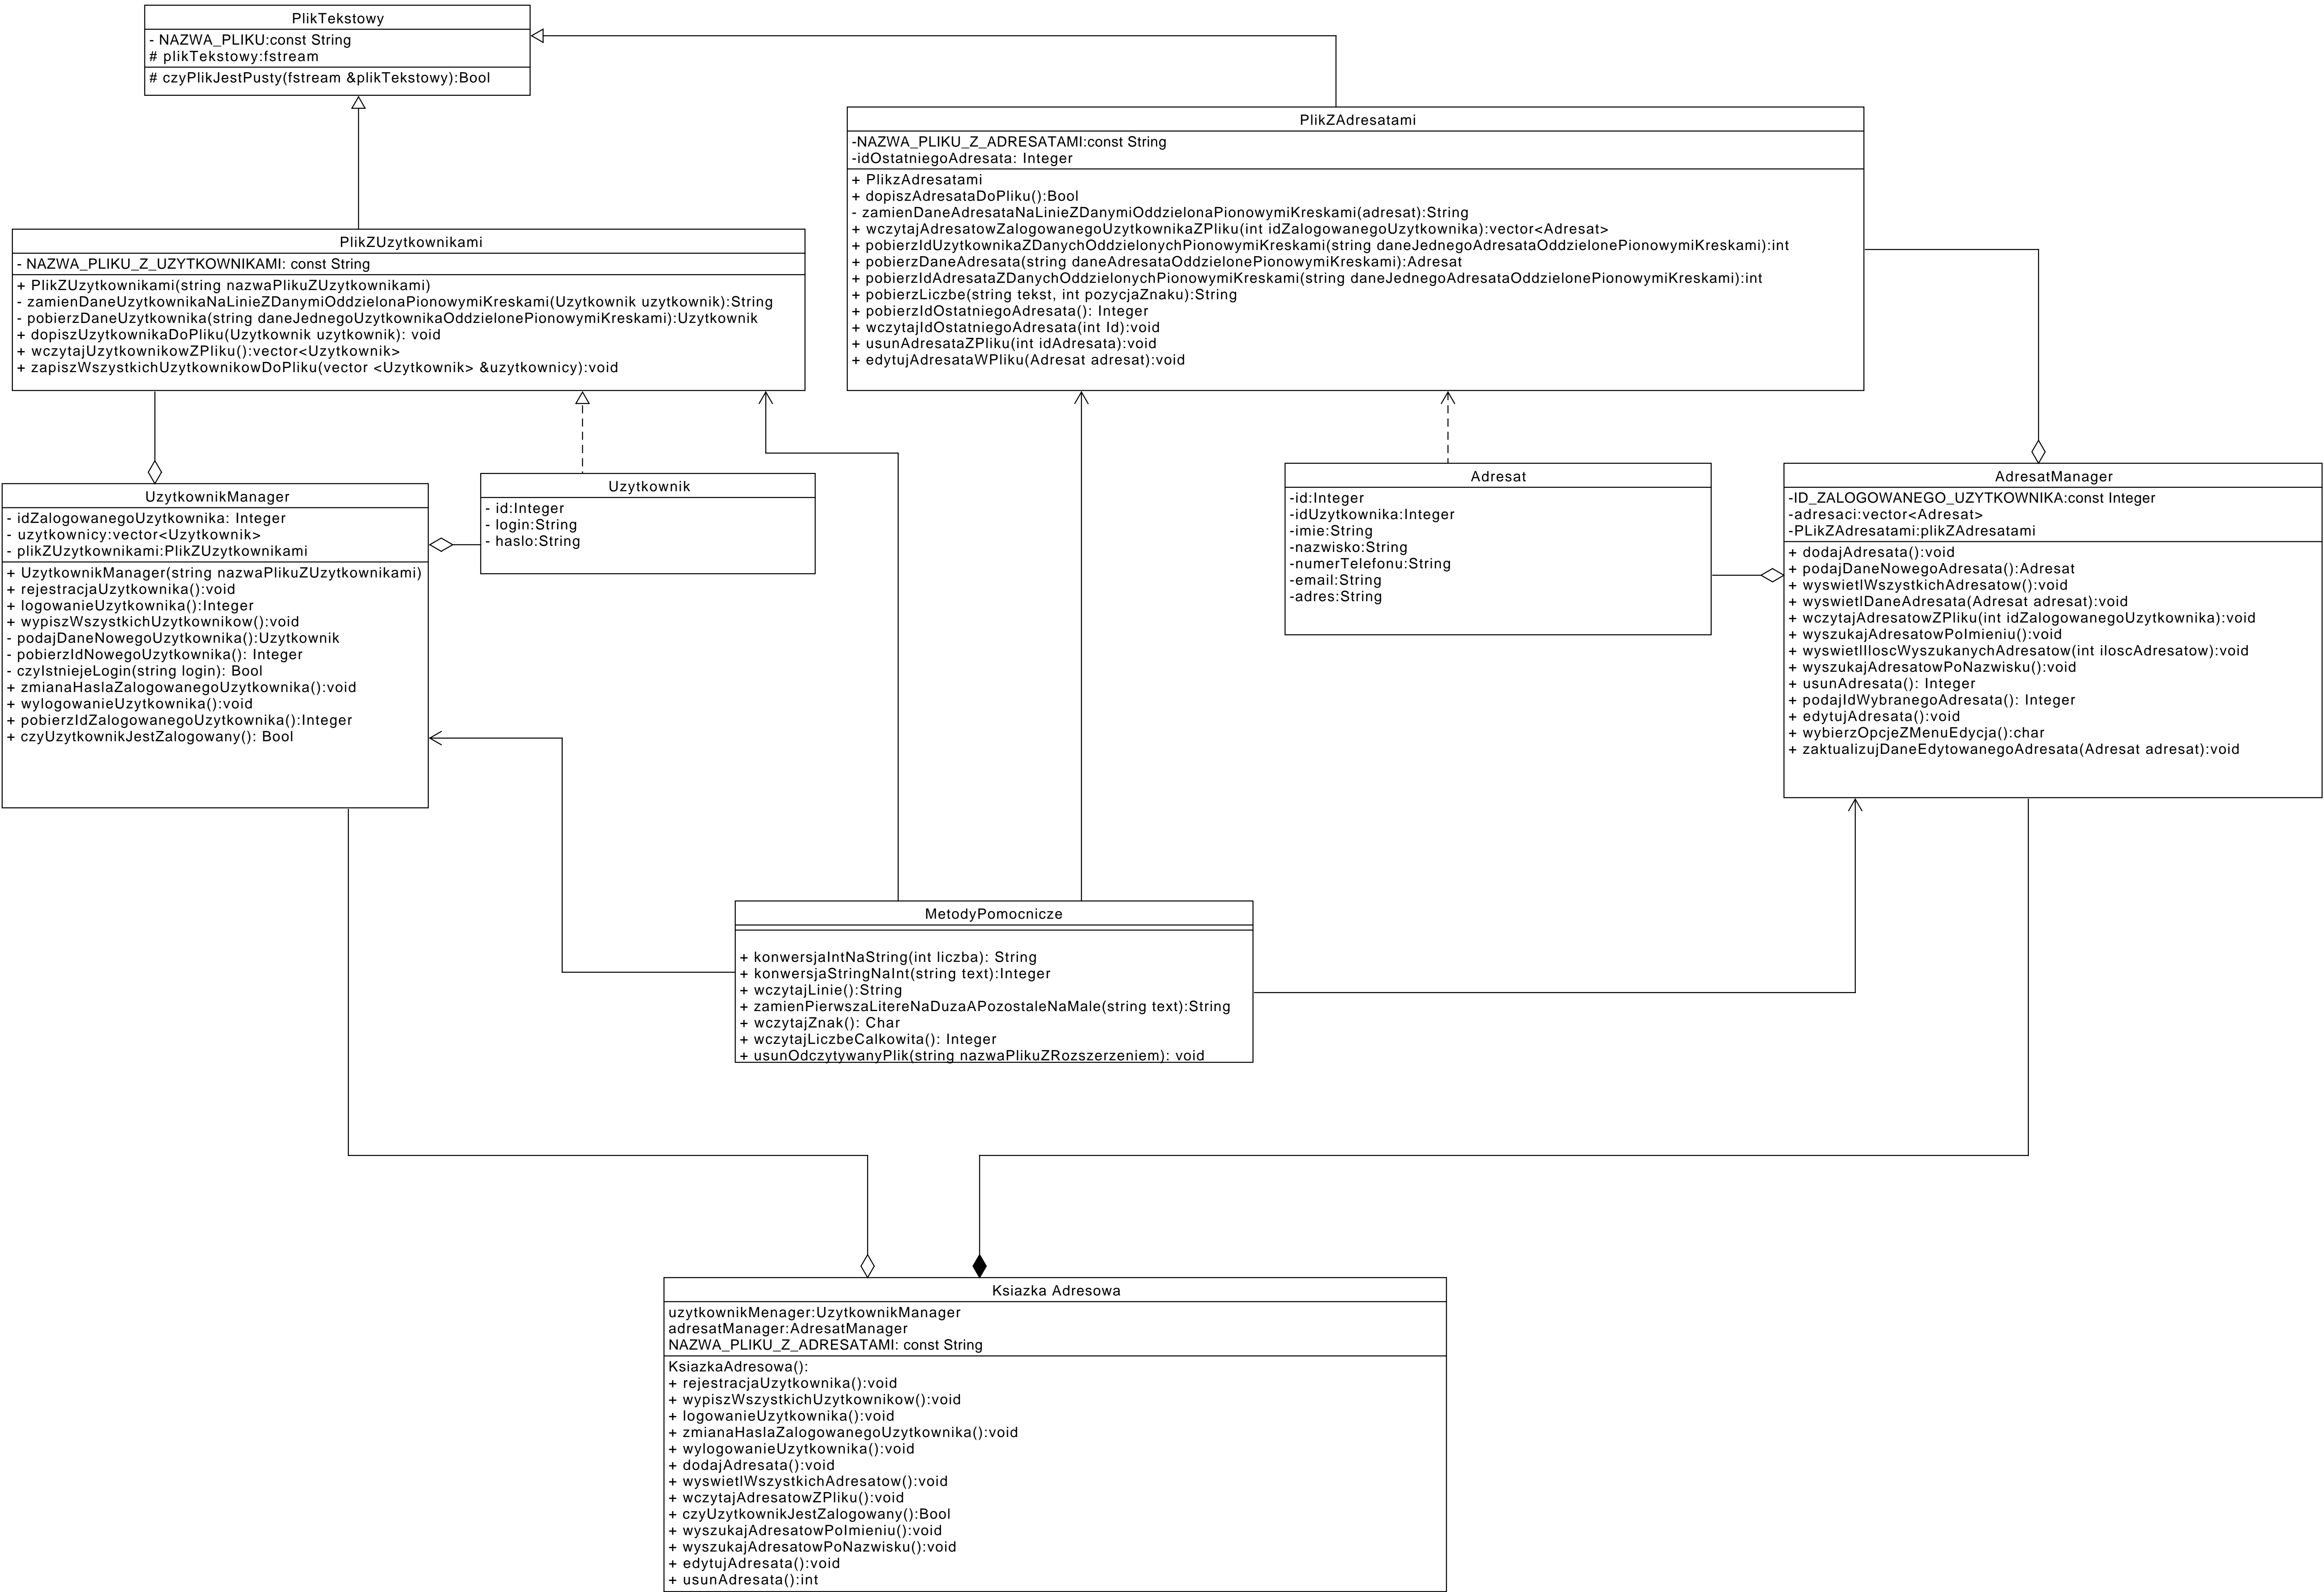 PlikTekstowy
- NAZWA_PLIKU:const String
# plikTekstowy:fstream
# czyPlikJestPusty(fstream &plikTekstowy):Bool
PlikZAdresatami
-NAZWA_PLIKU_Z_ADRESATAMI:const String
-idOstatniegoAdresata: Integer
+ PlikzAdresatami
+ dopiszAdresataDoPliku():Bool
- zamienDaneAdresataNaLinieZDanymiOddzielonaPionowymiKreskami(adresat):String
+ wczytajAdresatowZalogowanegoUzytkownikaZPliku(int idZalogowanegoUzytkownika):vector<Adresat>
+ pobierzIdUzytkownikaZDanychOddzielonychPionowymiKreskami(string daneJednegoAdresataOddzielonePionowymiKreskami):int
+ pobierzDaneAdresata(string daneAdresataOddzielonePionowymiKreskami):Adresat
+ pobierzIdAdresataZDanychOddzielonychPionowymiKreskami(string daneJednegoAdresataOddzielonePionowymiKreskami):int
+ pobierzLiczbe(string tekst, int pozycjaZnaku):String
+ pobierzIdOstatniegoAdresata(): Integer
+ wczytajIdOstatniegoAdresata(int Id):void
+ usunAdresataZPliku(int idAdresata):void
+ edytujAdresataWPliku(Adresat adresat):void
PlikZUzytkownikami
- NAZWA_PLIKU_Z_UZYTKOWNIKAMI: const String
+ PlikZUzytkownikami(string nazwaPlikuZUzytkownikami)
- zamienDaneUzytkownikaNaLinieZDanymiOddzielonaPionowymiKreskami(Uzytkownik uzytkownik):String
- pobierzDaneUzytkownika(string daneJednegoUzytkownikaOddzielonePionowymiKreskami):Uzytkownik
+ dopiszUzytkownikaDoPliku(Uzytkownik uzytkownik): void
+ wczytajUzytkownikowZPliku():vector<Uzytkownik>
+ zapiszWszystkichUzytkownikowDoPliku(vector <Uzytkownik> &uzytkownicy):void
UzytkownikManager
- idZalogowanegoUzytkownika: Integer
- uzytkownicy:vector<Uzytkownik>
- plikZUzytkownikami:PlikZUzytkownikami
+ UzytkownikManager(string nazwaPlikuZUzytkownikami)
+ rejestracjaUzytkownika():void
+ logowanieUzytkownika():Integer
+ wypiszWszystkichUzytkownikow():void
- podajDaneNowegoUzytkownika():Uzytkownik
- pobierzIdNowegoUzytkownika(): Integer
- czyIstniejeLogin(string login): Bool
+ zmianaHaslaZalogowanegoUzytkownika():void
+ wylogowanieUzytkownika():void
+ pobierzIdZalogowanegoUzytkownika():Integer
+ czyUzytkownikJestZalogowany(): Bool
Uzytkownik
- id:Integer
- login:String
- haslo:String
Adresat
-id:Integer
-idUzytkownika:Integer
-imie:String
-nazwisko:String
-numerTelefonu:String
-email:String
-adres:String
AdresatManager
-ID_ZALOGOWANEGO_UZYTKOWNIKA:const Integer
-adresaci:vector<Adresat>
-PLikZAdresatami:plikZAdresatami
+ dodajAdresata():void
+ podajDaneNowegoAdresata():Adresat
+ wyswietlWszystkichAdresatow():void
+ wyswietlDaneAdresata(Adresat adresat):void
+ wczytajAdresatowZPliku(int idZalogowanegoUzytkownika):void
+ wyszukajAdresatowPoImieniu():void
+ wyswietlIloscWyszukanychAdresatow(int iloscAdresatow):void
+ wyszukajAdresatowPoNazwisku():void
+ usunAdresata(): Integer
+ podajIdWybranegoAdresata(): Integer
+ edytujAdresata():void
+ wybierzOpcjeZMenuEdycja():char
+ zaktualizujDaneEdytowanegoAdresata(Adresat adresat):void
MetodyPomocnicze
+ konwersjaIntNaString(int liczba): String
+ konwersjaStringNaInt(string text):Integer
+ wczytajLinie():String
+ zamienPierwszaLitereNaDuzaAPozostaleNaMale(string text):String
+ wczytajZnak(): Char
+ wczytajLiczbeCalkowita(): Integer
+ usunOdczytywanyPlik(string nazwaPlikuZRozszerzeniem): void
Ksiazka Adresowa
uzytkownikMenager:UzytkownikManager
adresatManager:AdresatManager
NAZWA_PLIKU_Z_ADRESATAMI: const String
KsiazkaAdresowa():
+ rejestracjaUzytkownika():void
+ wypiszWszystkichUzytkownikow():void
+ logowanieUzytkownika():void
+ zmianaHaslaZalogowanegoUzytkownika():void
+ wylogowanieUzytkownika():void
+ dodajAdresata():void
+ wyswietlWszystkichAdresatow():void
+ wczytajAdresatowZPliku():void
+ czyUzytkownikJestZalogowany():Bool
+ wyszukajAdresatowPoImieniu():void
+ wyszukajAdresatowPoNazwisku():void
+ edytujAdresata():void
+ usunAdresata():int